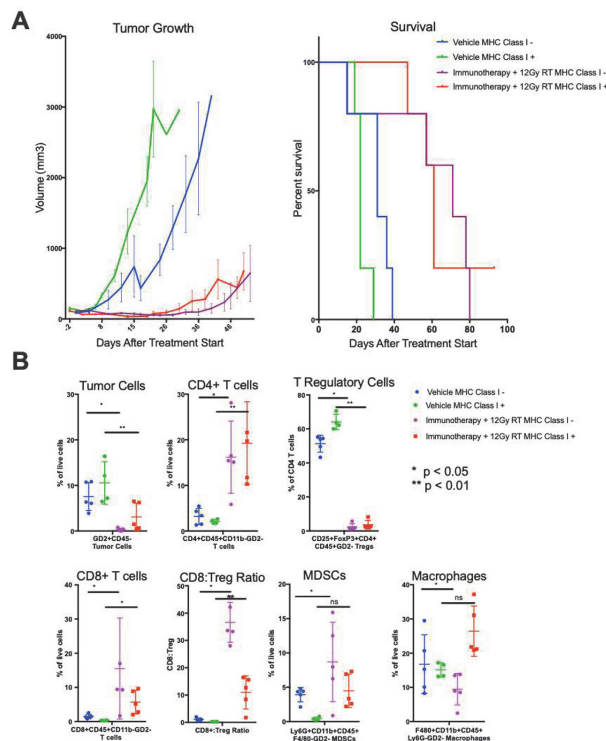 A
Tumor Growth
Survival
Vehicle MHC Class I -
Vehicle MHC Class I +
Immunotherapy + 12Gy RT MHC Class I -
Immunotherapy + 12Gy RT MHC Class I +
Volume (mm3)
4000
3000
2000
1000
0
-2 8 15 26 36 46
Days After Treatment Start
Percent survival
100
50
0
0 20 40 60 80 100
Days After Treatment Start
B
Tumor Cells
CD4+ T cells
T Regulatory Cells
Vehicle MHC Class I -
Vehicle MHC Class I +
Immunotherapy + 12Gy RT MHC Class I -
Immunotherapy + 12Gy RT MHC Class I +
* p < 0.05
** p < 0.01
% of live cells
20
10
0
* **
GD2+CD45-
Tumor Cells
% of live cells
30
20
10
0
* **
CD4+CD45+CD11b-GD2-
T cells
% of CD4 T cells
100
80
60
40
20
0
* **
CD25+FoxP3+CD4+
CD45+GD2- Tregs
CD8+ T cells
CD8:Treg Ratio
MDSCs
Macrophages
% of live cells
40
30
20
10
0
* *
CD8+CD45+CD11b-GD2-
T cells
CD8:Treg
50
40
30
20
10
0
* **
CD8+:Treg Ratio
% of live cells
20
15
10
5
0
* ns
Ly6G+CD11b+CD45+
F4/80-GD2- MDSCs
% of live cells
40
30
20
10
0
* ns
F480+CD11b+CD45+
Ly6G-GD2- Macrophages